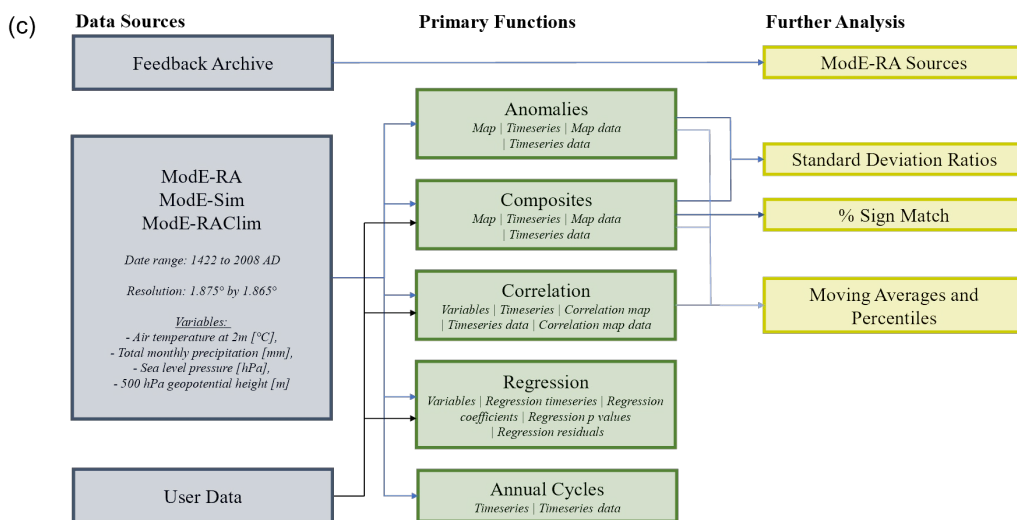 (c)
Data Sources
Primary Functions
Further Analysis
Feedback Archive
ModE-RA Sources
ModE-RA
ModE-Sim
ModE-RAClim
Date range: 1422 to 2008 AD
Resolution: 1.875° by 1.865°
Variables:
- Air temperature at 2m [°C],
- Total monthly precipitation [mm],
- Sea level pressure [hPa],
- 500 hPa geopotential height [m]
User Data
Anomalies
Map | Timeseries | Map data
| Timeseries data
Composites
Map | Timeseries | Map data
| Timeseries data
Correlation
Variables | Timeseries | Correlation map
| Timeseries data | Correlation map data
Regression
Variables | Regression timeseries | Regression
coefficients | Regression p values
| Regression residuals
Annual Cycles
Timeseries | Timeseries data
Standard Deviation Ratios
% Sign Match
Moving Averages and
Percentiles